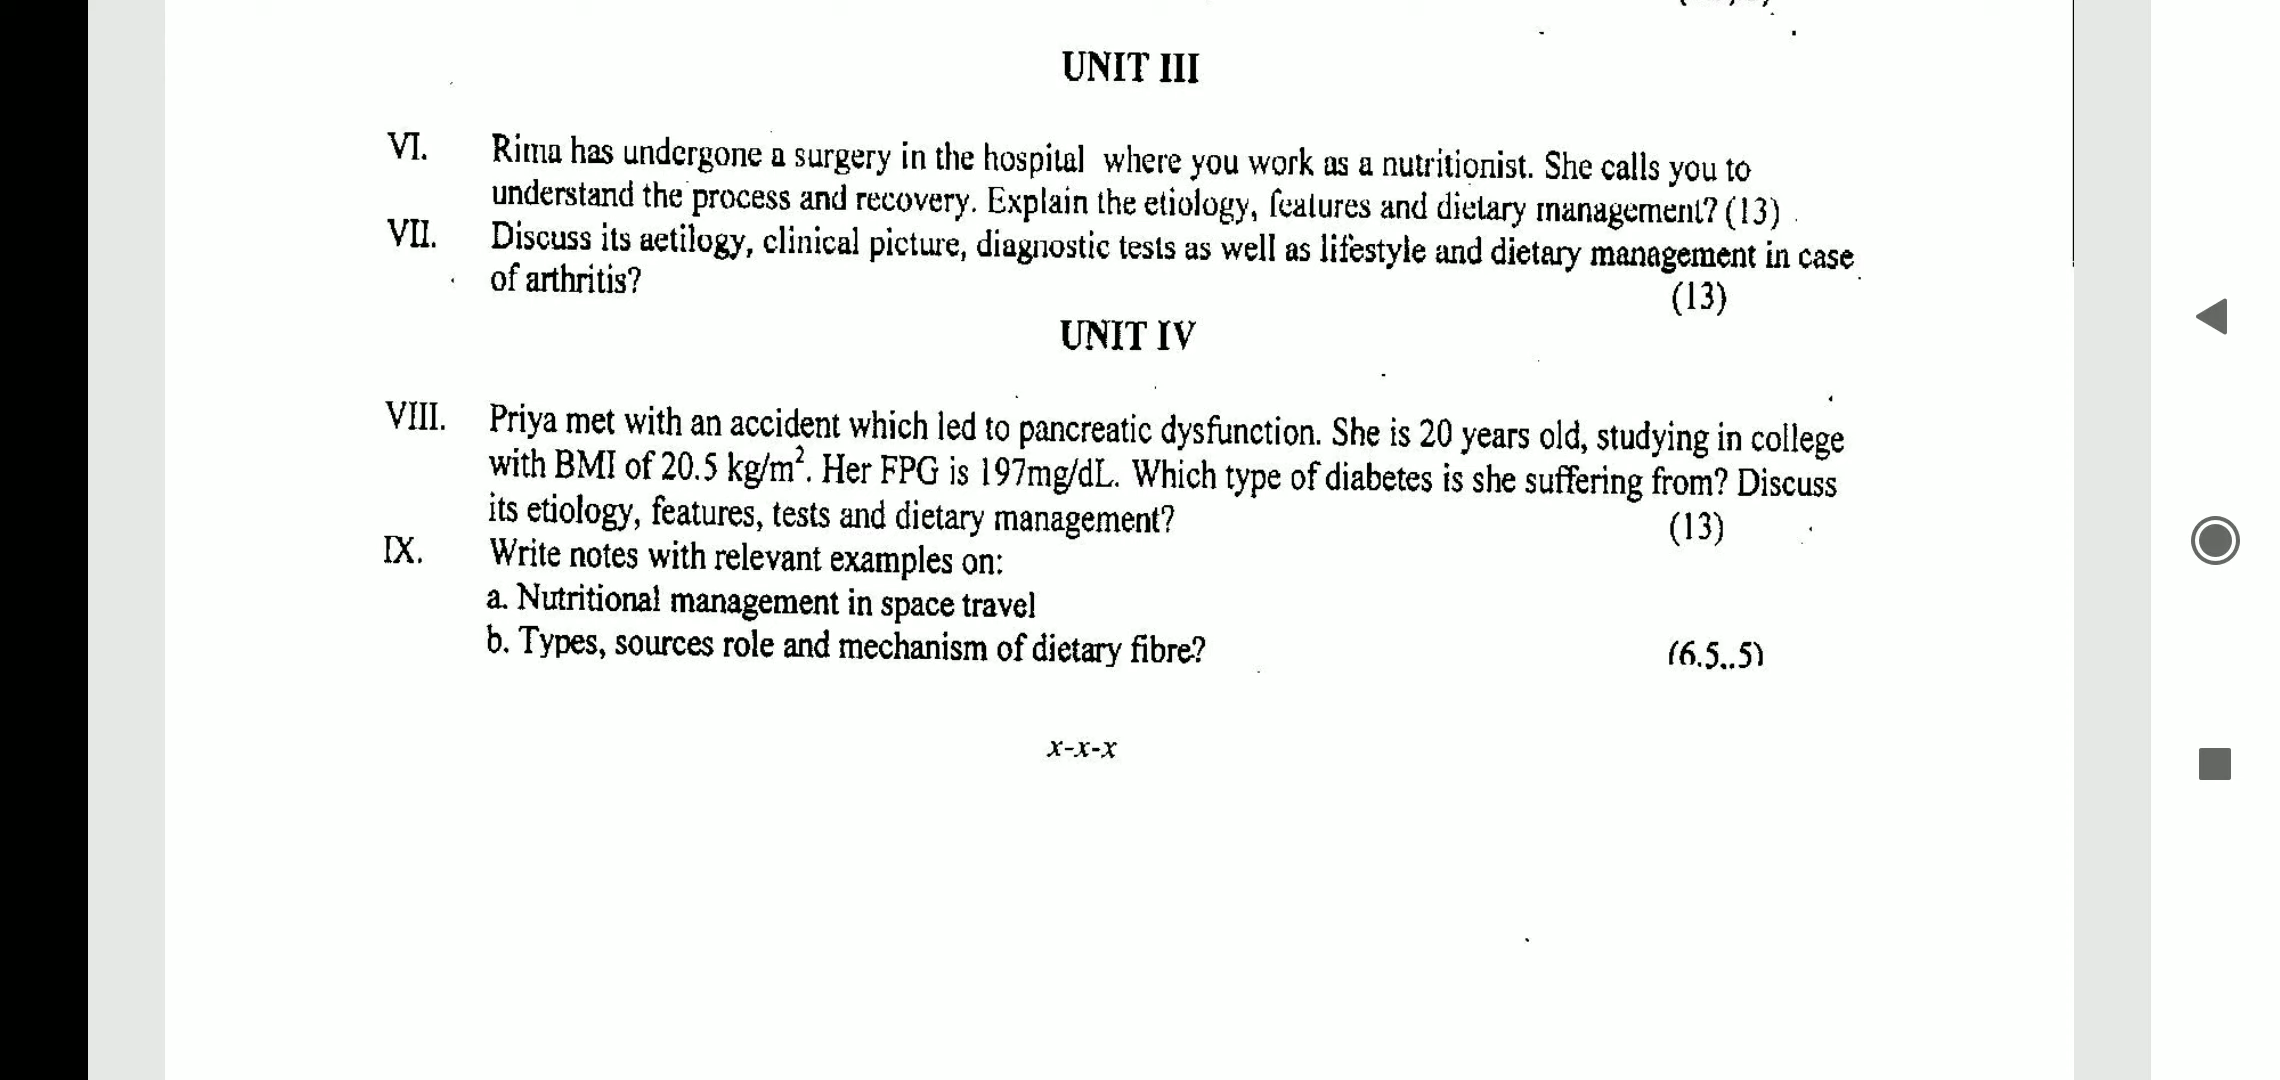 UNIT III
VI. Rima has undergone a surgery in the hospital where you work as a nutritionist. She calls you to
understand the process and recovery. Explain the etiology, features and dietary management? (13)
VII. Discuss its aetilogy, clinical picture, diagnostic tests as well as lifestyle and dietary management in case
of arthritis?
(13)
UNIT IV
VIII. Priya met with an accident which led to pancreatic dysfunction. She is 20 years old, studying in college
with BMI of 20.5 kg/m². Her FPG is 197mg/dL. Which type of diabetes is she suffering from? Discuss
its etiology, features, tests and dietary management?
(13)
IX. Write notes with relevant examples on:
a. Nutritional management in space travel
b. Types, sources role and mechanism of dietary fibre?
(6.5,.5)
x-x-x